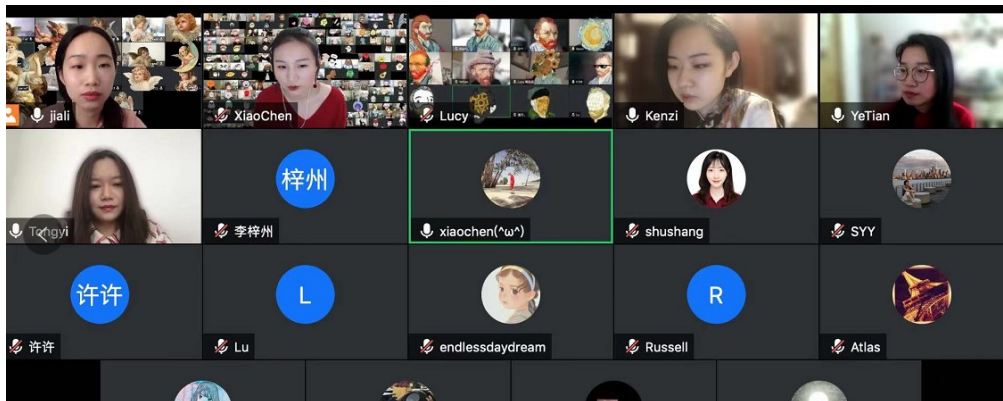 jiali
XiaoChen
Lucy
Kenzi
YeTian
Tongyi
梓州
李梓州
xiaochen(^ω^)
shushang
SYY
许许
许许
L
Lu
endlessdaydream
R
Russell
Atlas